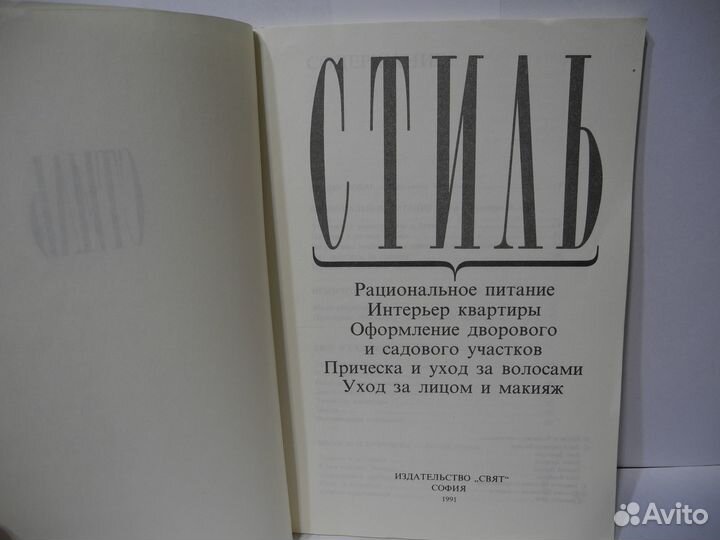 СТИЛЬ
СТИЛЬ
Рациональное питание
Интерьер квартиры
Оформление дворового
и садового участков
Прическа и уход за волосами
Уход за лицом и макияж
ИЗДАТЕЛЬСТВО „СВЯТ“
СОФИЯ
1991
Avito